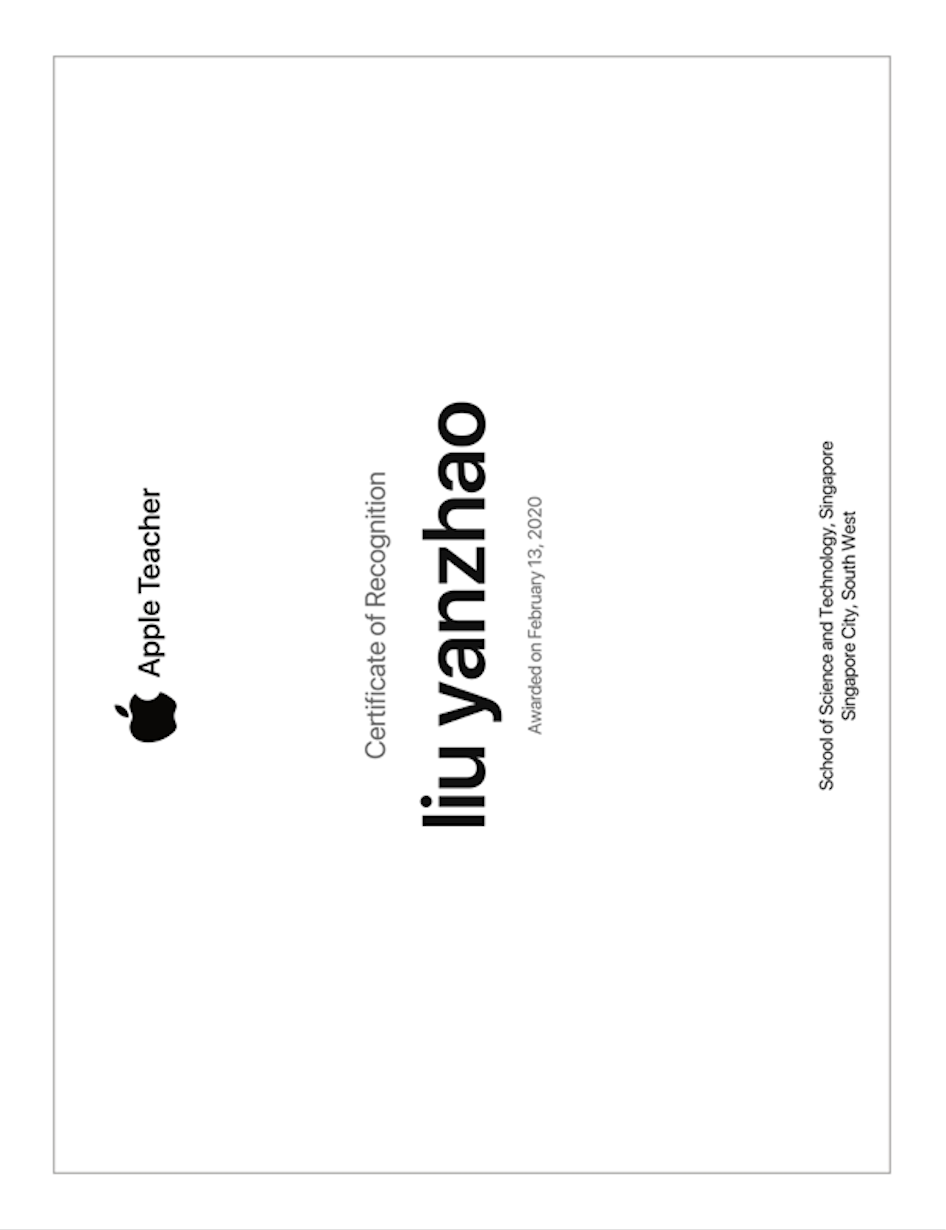 Apple Teacher
Certificate of Recognition
liu yanzhao
Awarded on February 13, 2020
School of Science and Technology, Singapore
Singapore City, South West